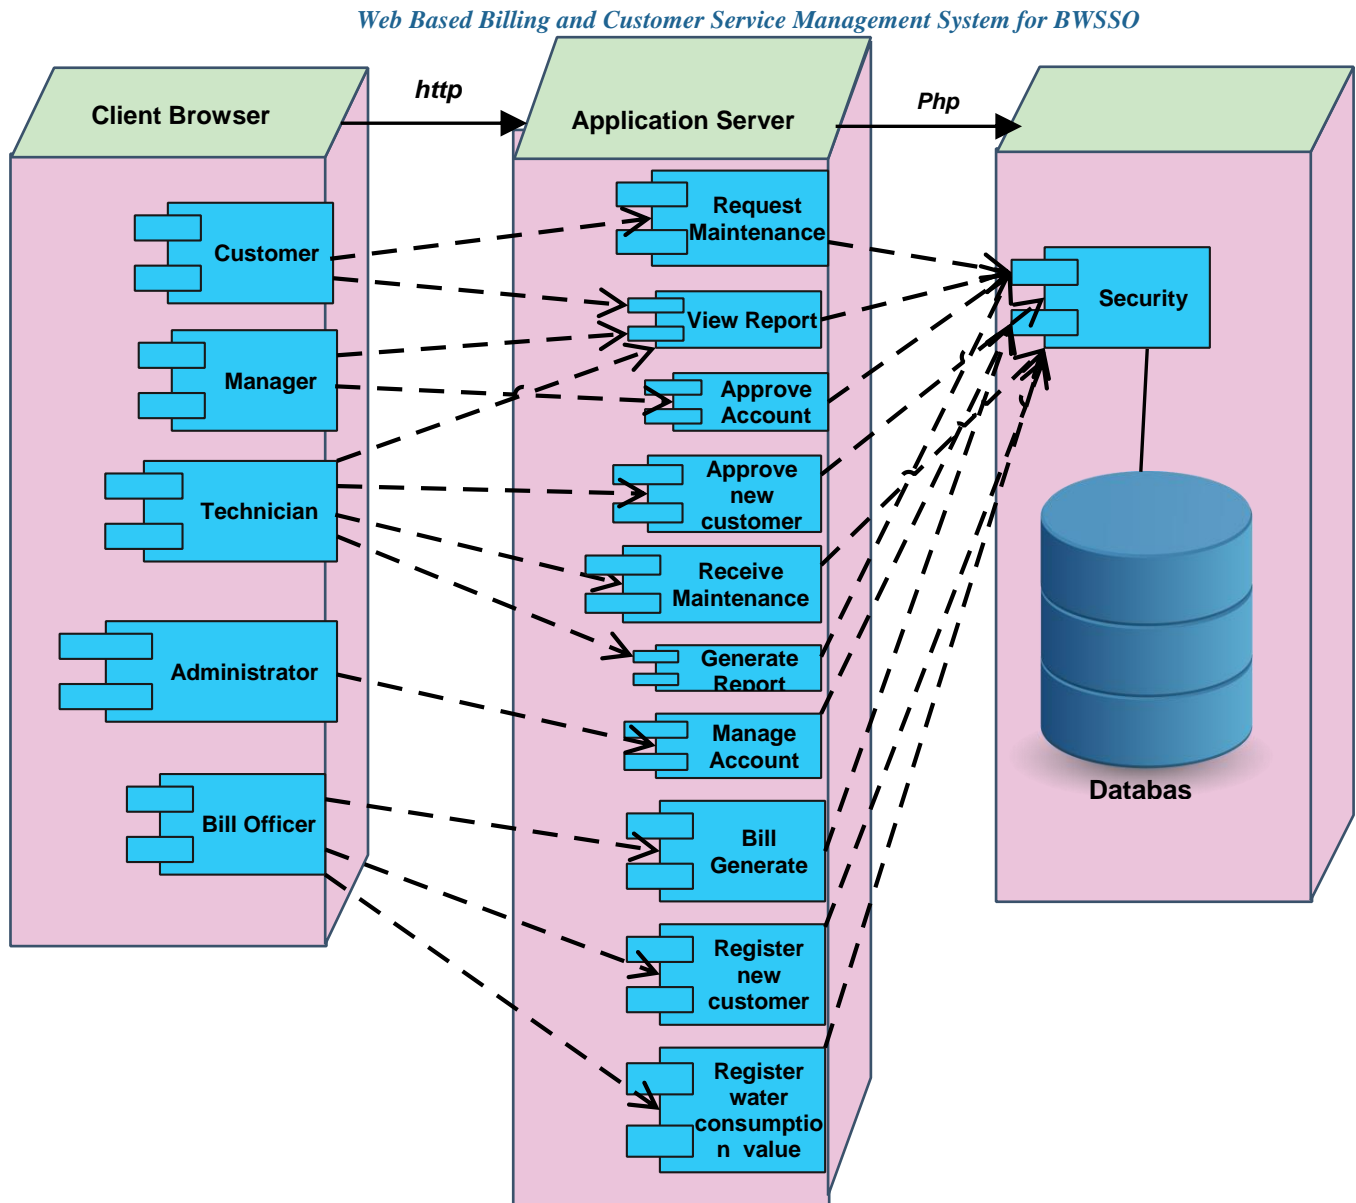 Web Based Billing and Customer Service Management System for BWSSO
Client Browser
http
Application Server
Php
Customer
Manager
Technician
Administrator
Bill Officer
Request
Maintenance
View Report
Approve
Account
Approve
new
customer
Receive
Maintenance
Generate
Report
Manage
Account
Bill
Generate
Register
new
customer
Register
water
consumptio
n value
Security
Databas